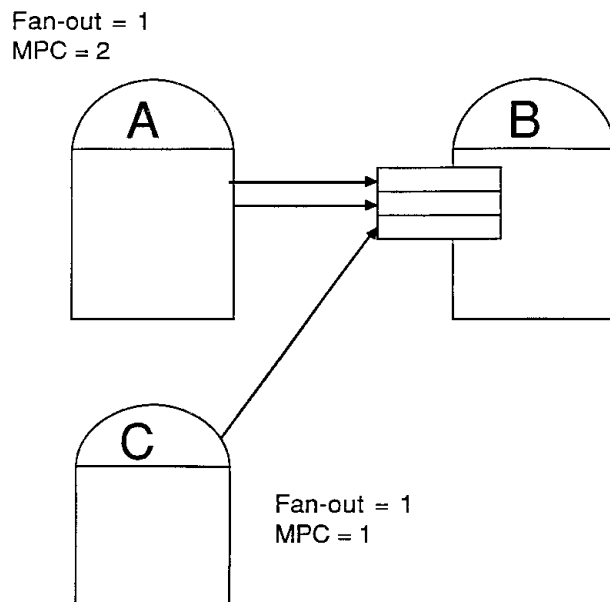 Fan-out = 1
MPC = 2
A
B
C
Fan-out = 1
MPC = 1